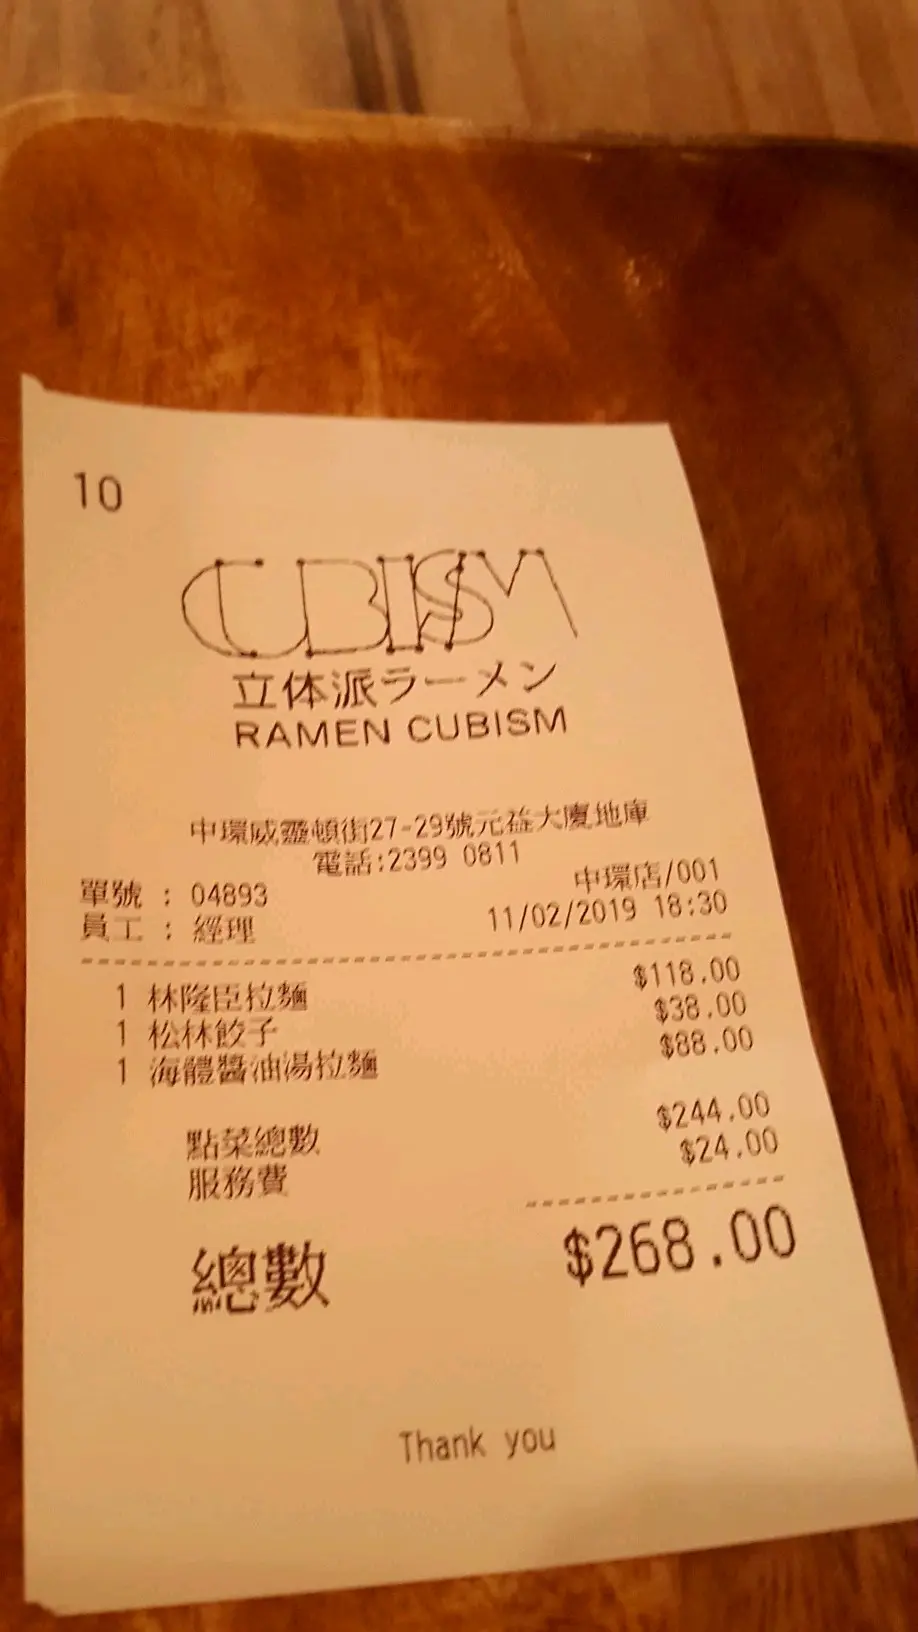 10
CUBISM
立体派ラーメン
RAMEN CUBISM
中環威靈頓街27-29號元益大廈地庫
電話:2399 0811
單號 : 04893 中環店/001
員工 : 經理 11/02/2019 18:30
1 林隆臣拉麵 $118.00
1 松林餃子 $38.00
1 海體醬油湯拉麵 $88.00
點菜總數 $244.00
服務費 $24.00
總數 $268.00
Thank you